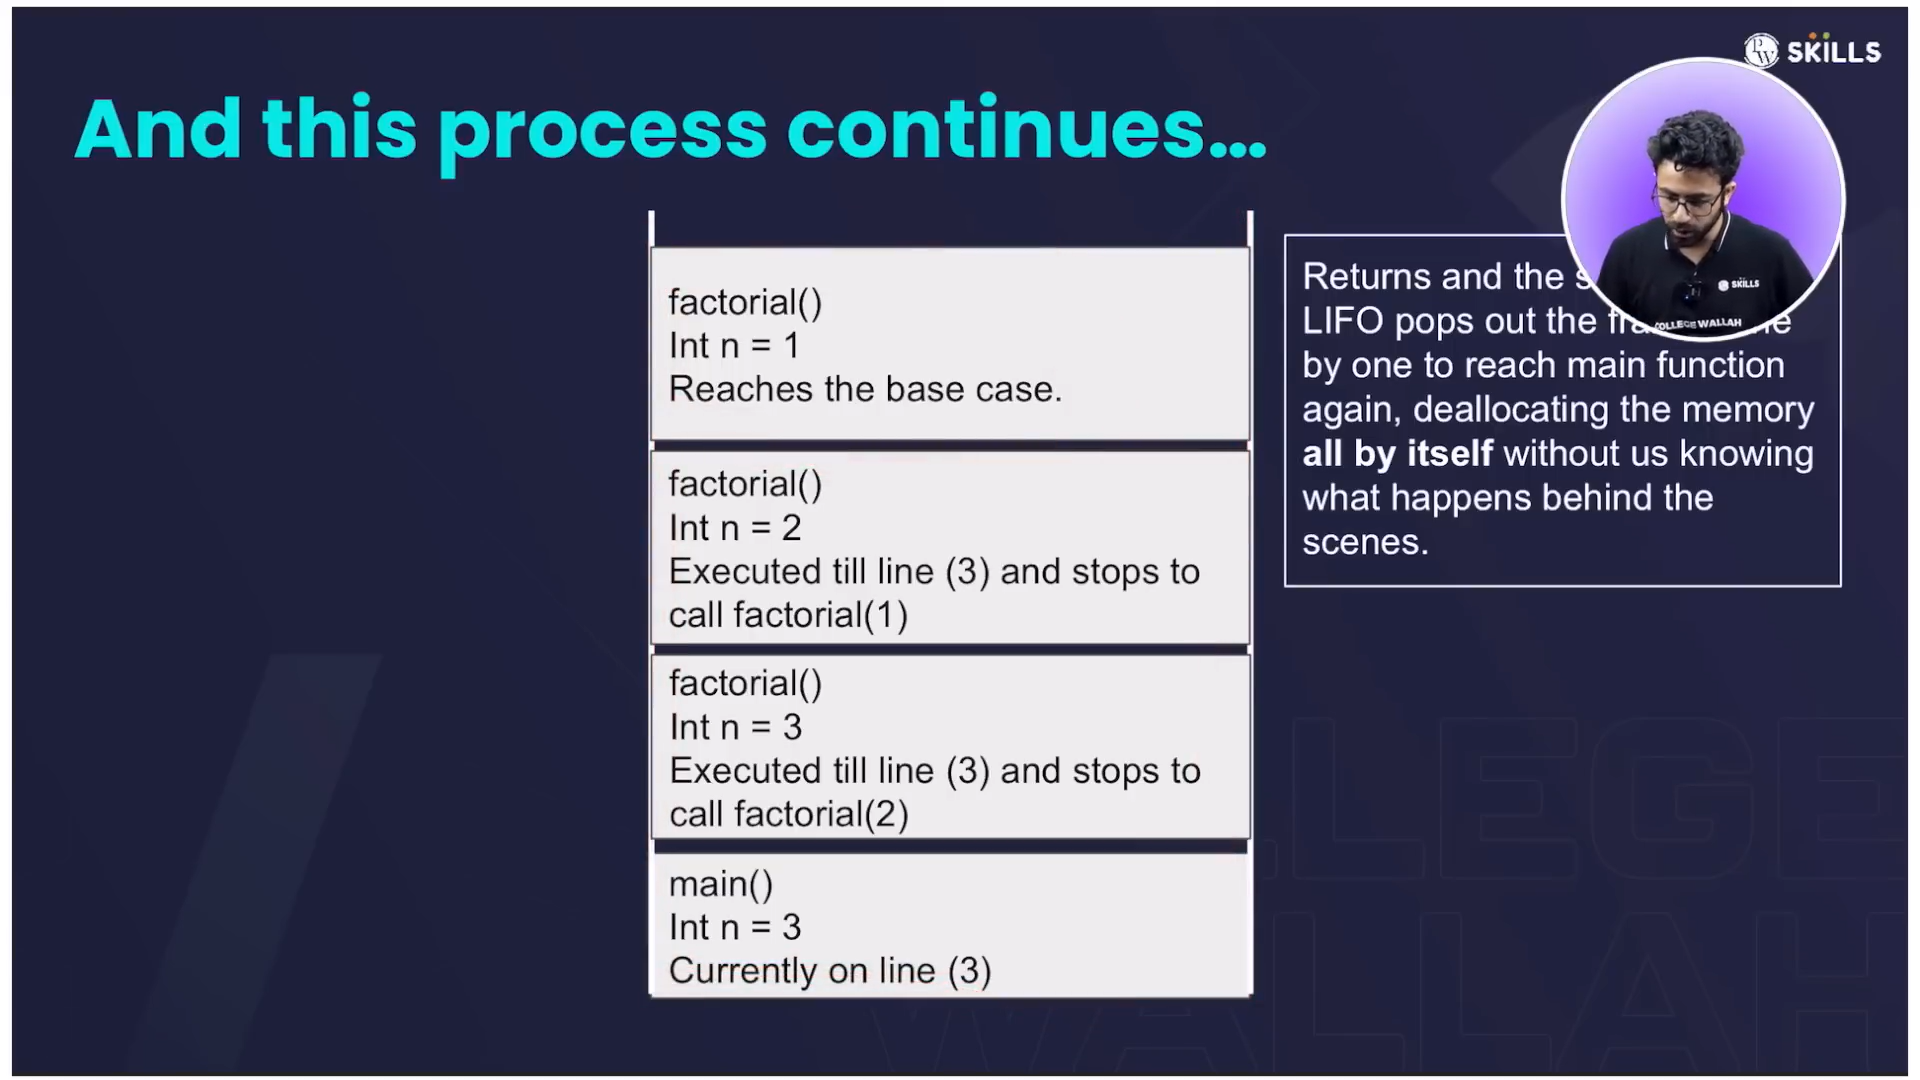 SKiLLS
And this process continues...
factorial()
Int n = 1
Reaches the base case.
factorial()
Int n = 2
Executed till line (3) and stops to
call factorial(1)
factorial()
Int n = 3
Executed till line (3) and stops to
call factorial(2)
main()
Int n = 3
Currently on line (3)
Returns and the
LIFO pops out the
by one to reach main function
again, deallocating the memory
all by itself without us knowing
what happens behind the
scenes.
SKILLS
COLLEGE WALLAH
LLEGE
WALLAH